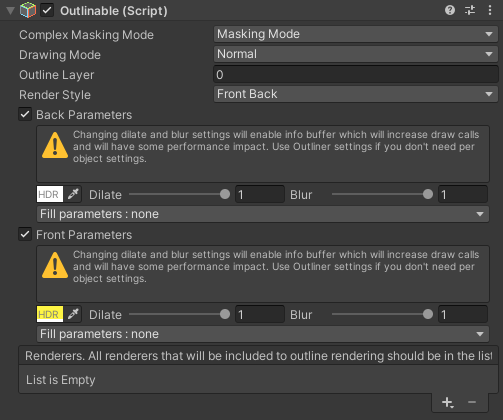 Outlinable (Script)
Complex Masking Mode Masking Mode
Drawing Mode Normal
Outline Layer 0
Render Style Front Back
Back Parameters
Changing dilate and blur settings will enable info buffer which will increase draw calls
and will have some performance impact. Use Outliner settings if you don't need per
object settings.
HDR Dilate 1 Blur 1
Fill parameters : none
Front Parameters
Changing dilate and blur settings will enable info buffer which will increase draw calls
and will have some performance impact. Use Outliner settings if you don't need per
object settings.
HDR Dilate 1 Blur 1
Fill parameters : none
Renderers. All renderers that will be included to outline rendering should be in the list
List is Empty